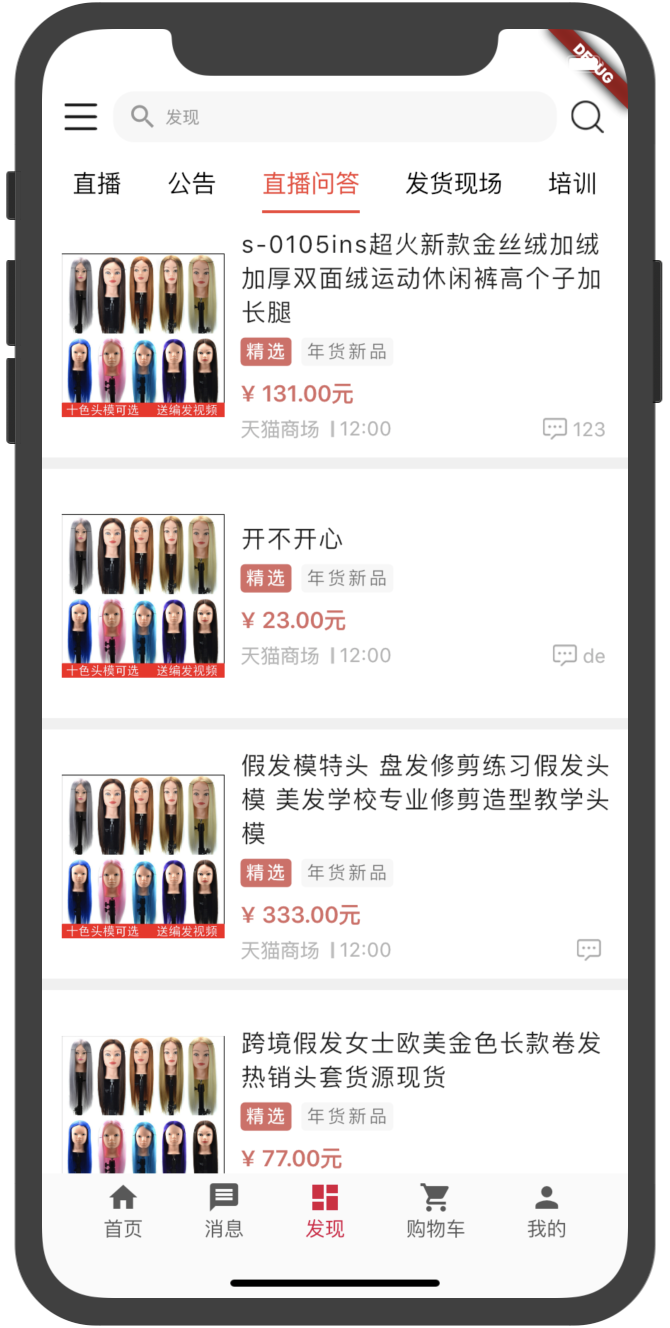 DEBUG
发现
直播 公告 直播问答 发货现场 培训
s-0105ins超火新款金丝绒加绒
加厚双面绒运动休闲裤高个子加
长腿
精选 年货新品
¥ 131.00元
天猫商场 | 12:00 123
十色头模可选 送编发视频
开不开心
精选 年货新品
¥ 23.00元
天猫商场 | 12:00 de
十色头模可选 送编发视频
假发模特头 盘发修剪练习假发头
模 美发学校专业修剪造型教学头
模
精选 年货新品
¥ 333.00元
天猫商场 | 12:00
十色头模可选 送编发视频
跨境假发女士欧美金色长款卷发
热销头套货源现货
精选 年货新品
¥ 77.00元
首页 消息 发现 购物车 我的